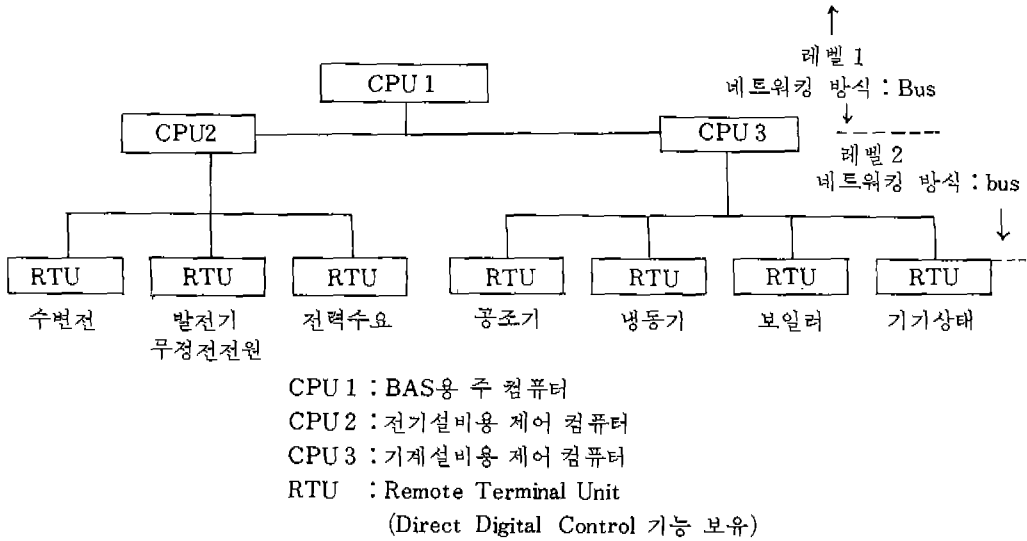 레벨 1
CPU 1
네트워킹 방식 : Bus
CPU2
CPU 3
레벨 2
네트워킹 방식 : bus
RTU RTU RTU RTU RTU RTU RTU
수변전 발전기 전력수요 공조기 냉동기 보일러 기기상태
무정전전원
CPU 1 : BAS용 주 컴퓨터
CPU 2 : 전기설비용 제어 컴퓨터
CPU 3 : 기계설비용 제어 컴퓨터
RTU : Remote Terminal Unit
(Direct Digital Control 기능 보유)